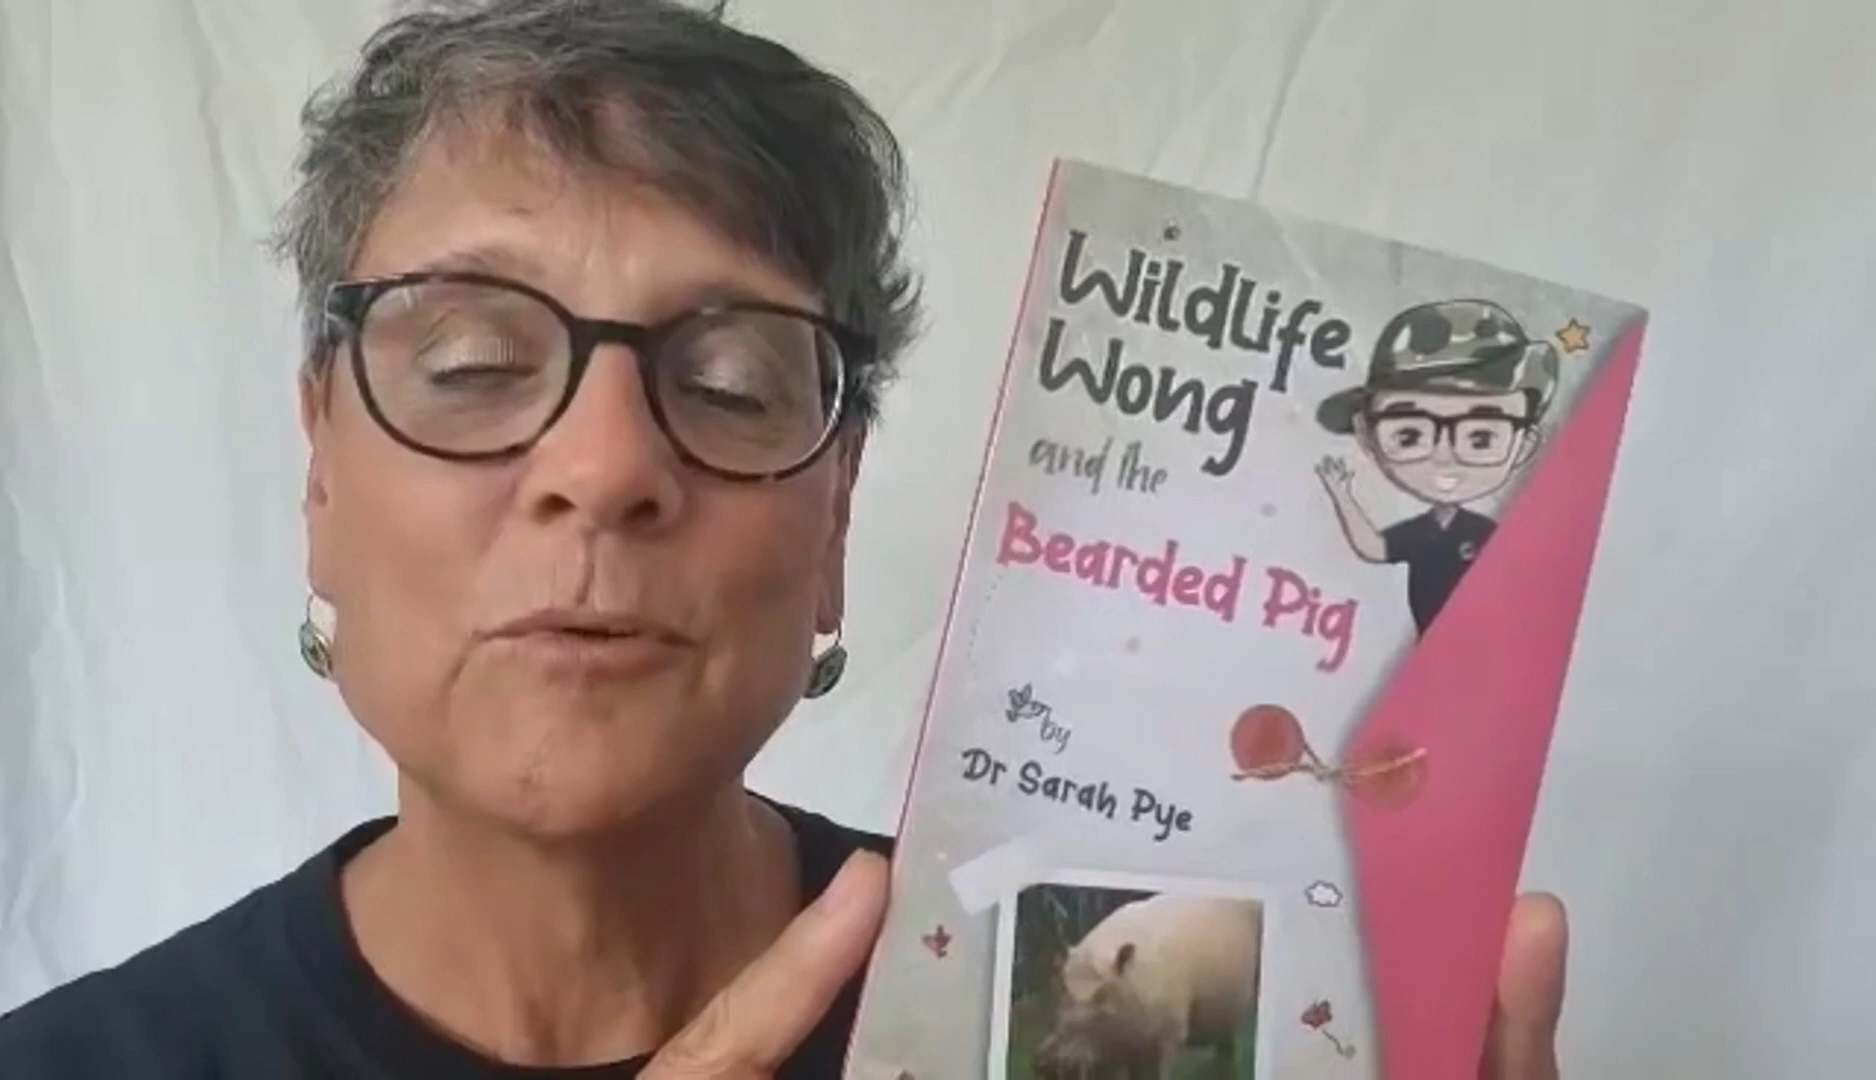 Wildlife
Wong
and the
Bearded Pig
by
Dr Sarah Pye